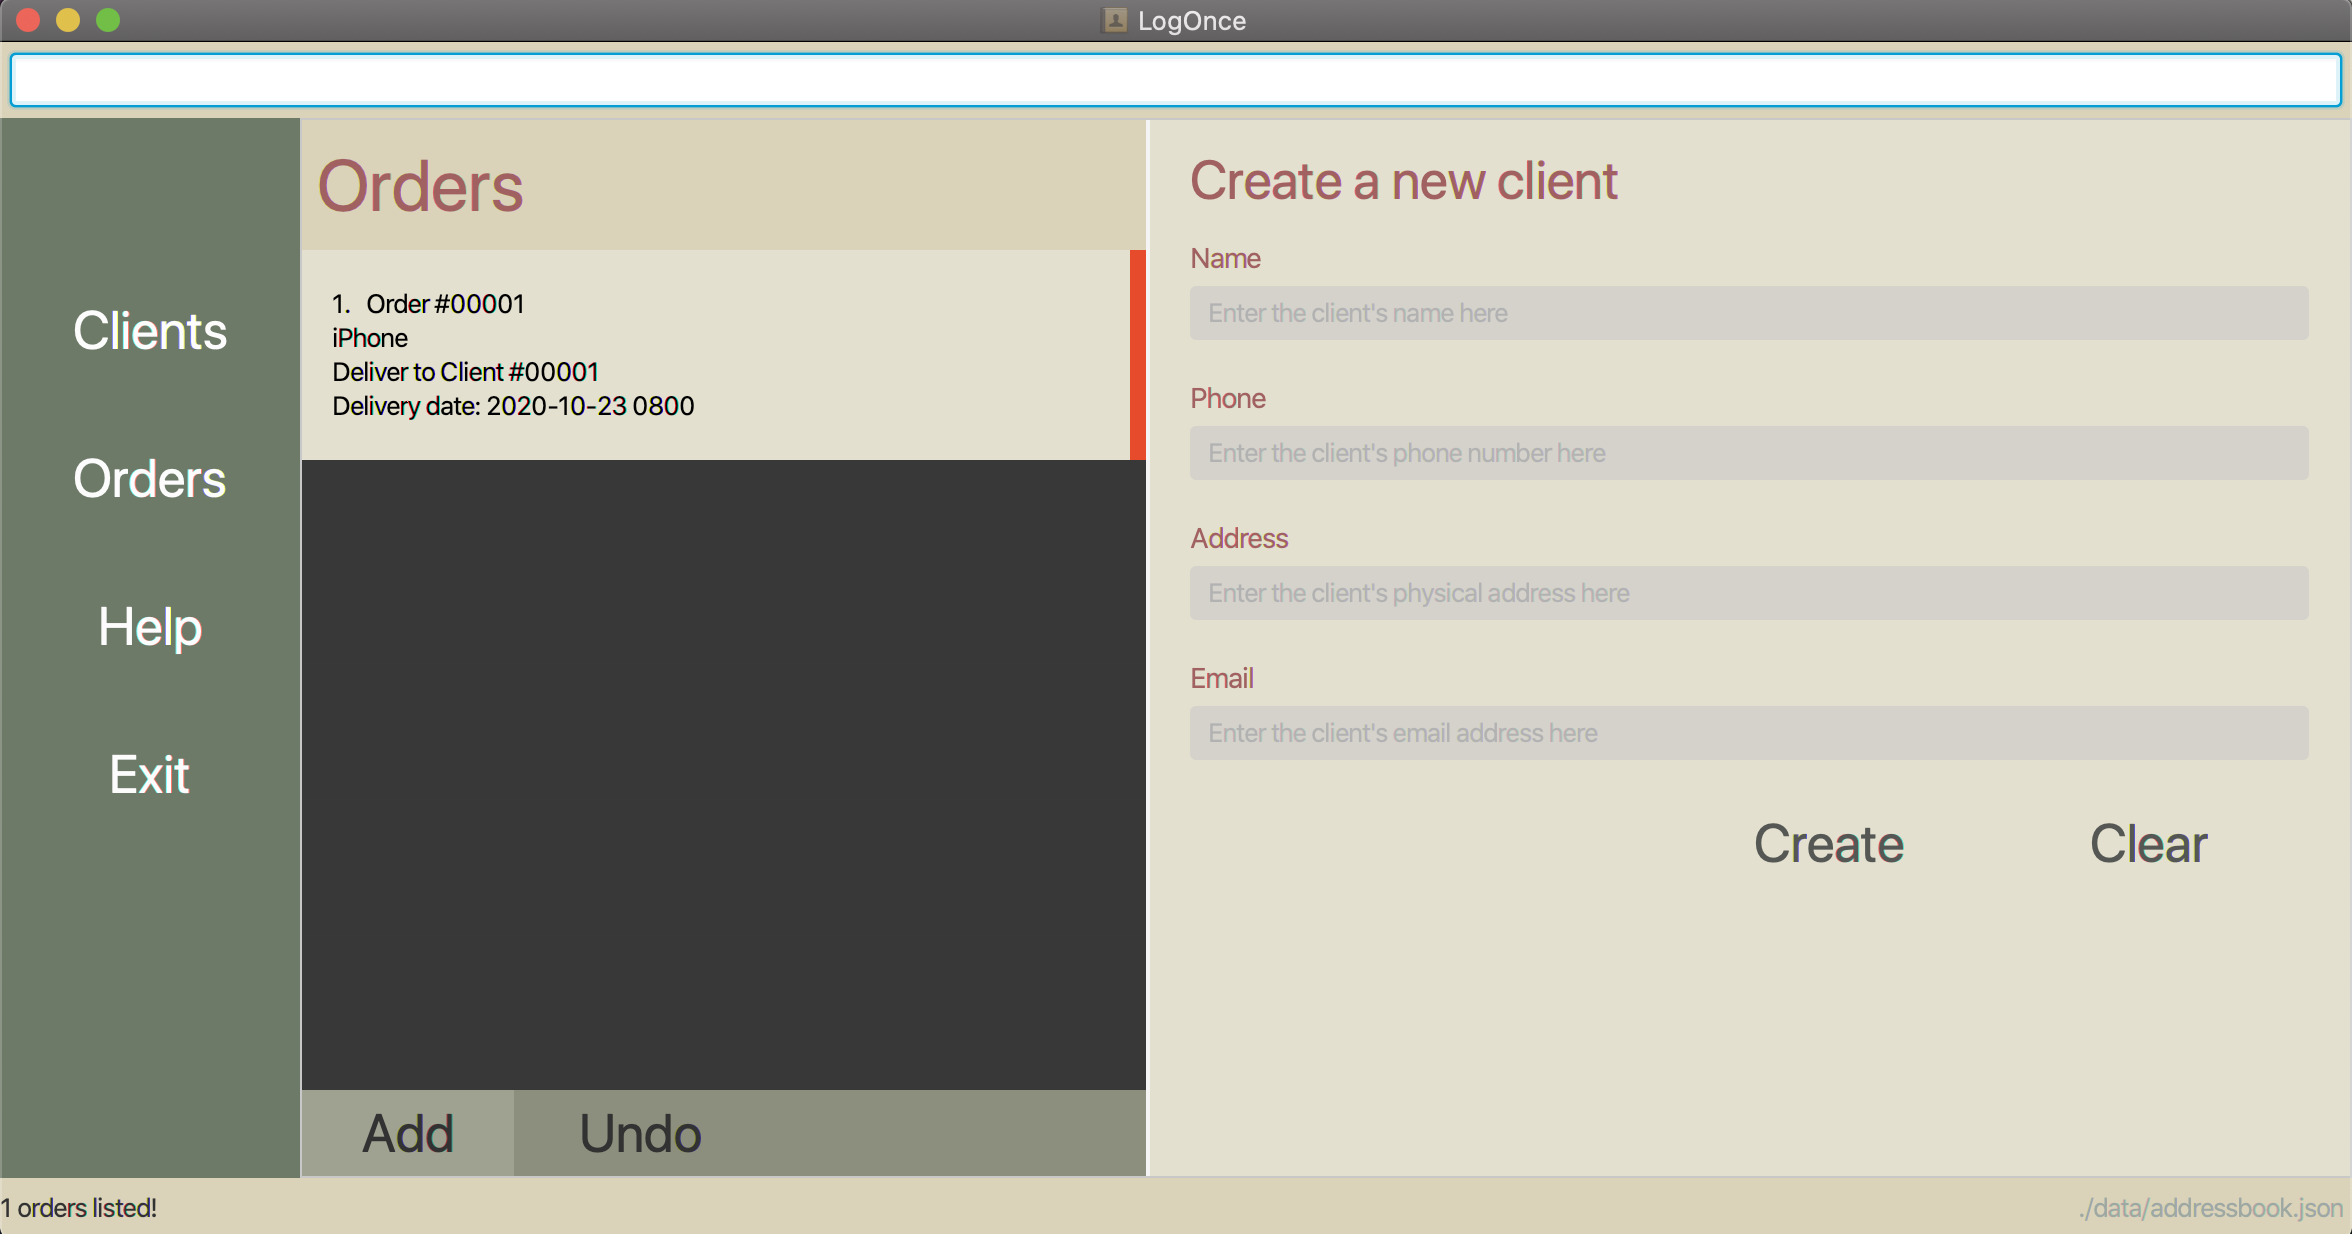 LogOnce
Clients
Orders
Help
Exit
Orders
1. Order #00001
iPhone
Deliver to Client #00001
Delivery date: 2020-10-23 0800
Add
Undo
Create a new client
Name
Enter the client's name here
Phone
Enter the client's phone number here
Address
Enter the client's physical address here
Email
Enter the client's email address here
Create
Clear
1 orders listed!
./data/addressbook.json